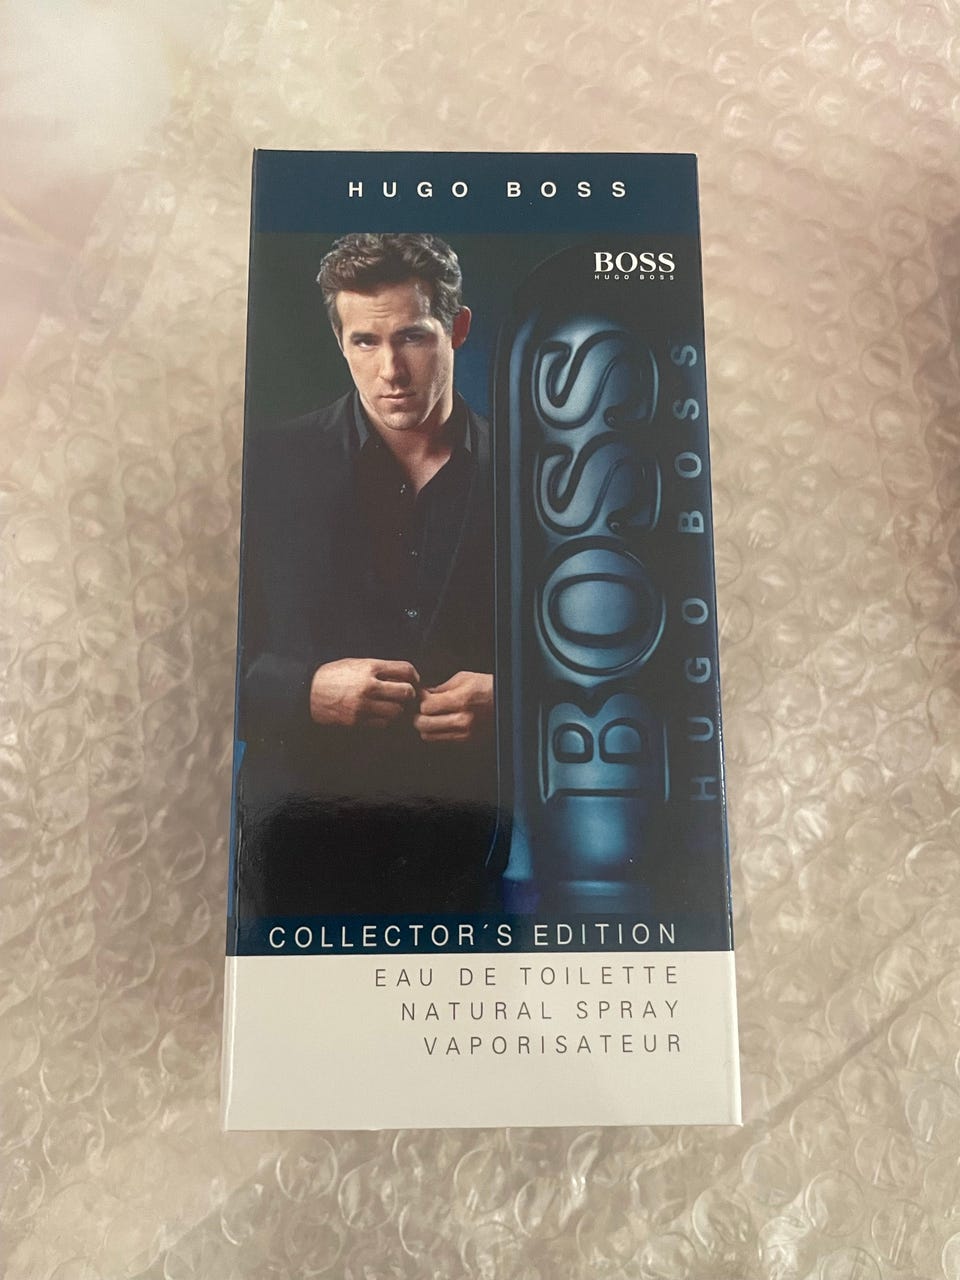 HUGO BOSS
BOSS
HUGO BOSS
BOSS
HUGO BOSS
COLLECTOR´S EDITION
EAU DE TOILETTE
NATURAL SPRAY
VAPORISATEUR